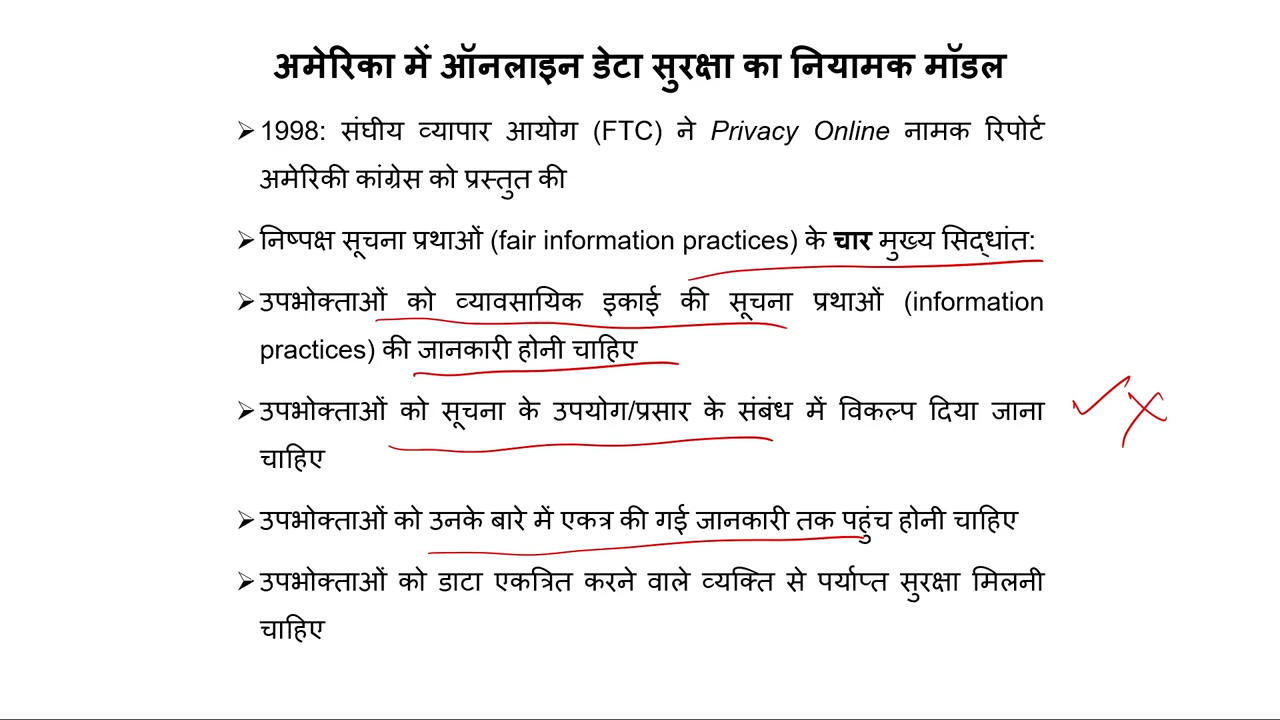 अमेरिका में ऑनलाइन डेटा सुरक्षा का नियामक मॉडल
➢ 1998: संघीय व्यापार आयोग (FTC) ने Privacy Online नामक रिपोर्ट
अमेरिकी कांग्रेस को प्रस्तुत की
➢ निष्पक्ष सूचना प्रथाओं (fair information practices) के चार मुख्य सिद्धांत:
➢ उपभोक्ताओं को व्यावसायिक इकाई की सूचना प्रथाओं (information
practices) की जानकारी होनी चाहिए
➢ उपभोक्ताओं को सूचना के उपयोग/प्रसार के संबंध में विकल्प दिया जाना
चाहिए
➢ उपभोक्ताओं को उनके बारे में एकत्र की गई जानकारी तक पहुंच होनी चाहिए
➢ उपभोक्ताओं को डाटा एकत्रित करने वाले व्यक्ति से पर्याप्त सुरक्षा मिलनी
चाहिए